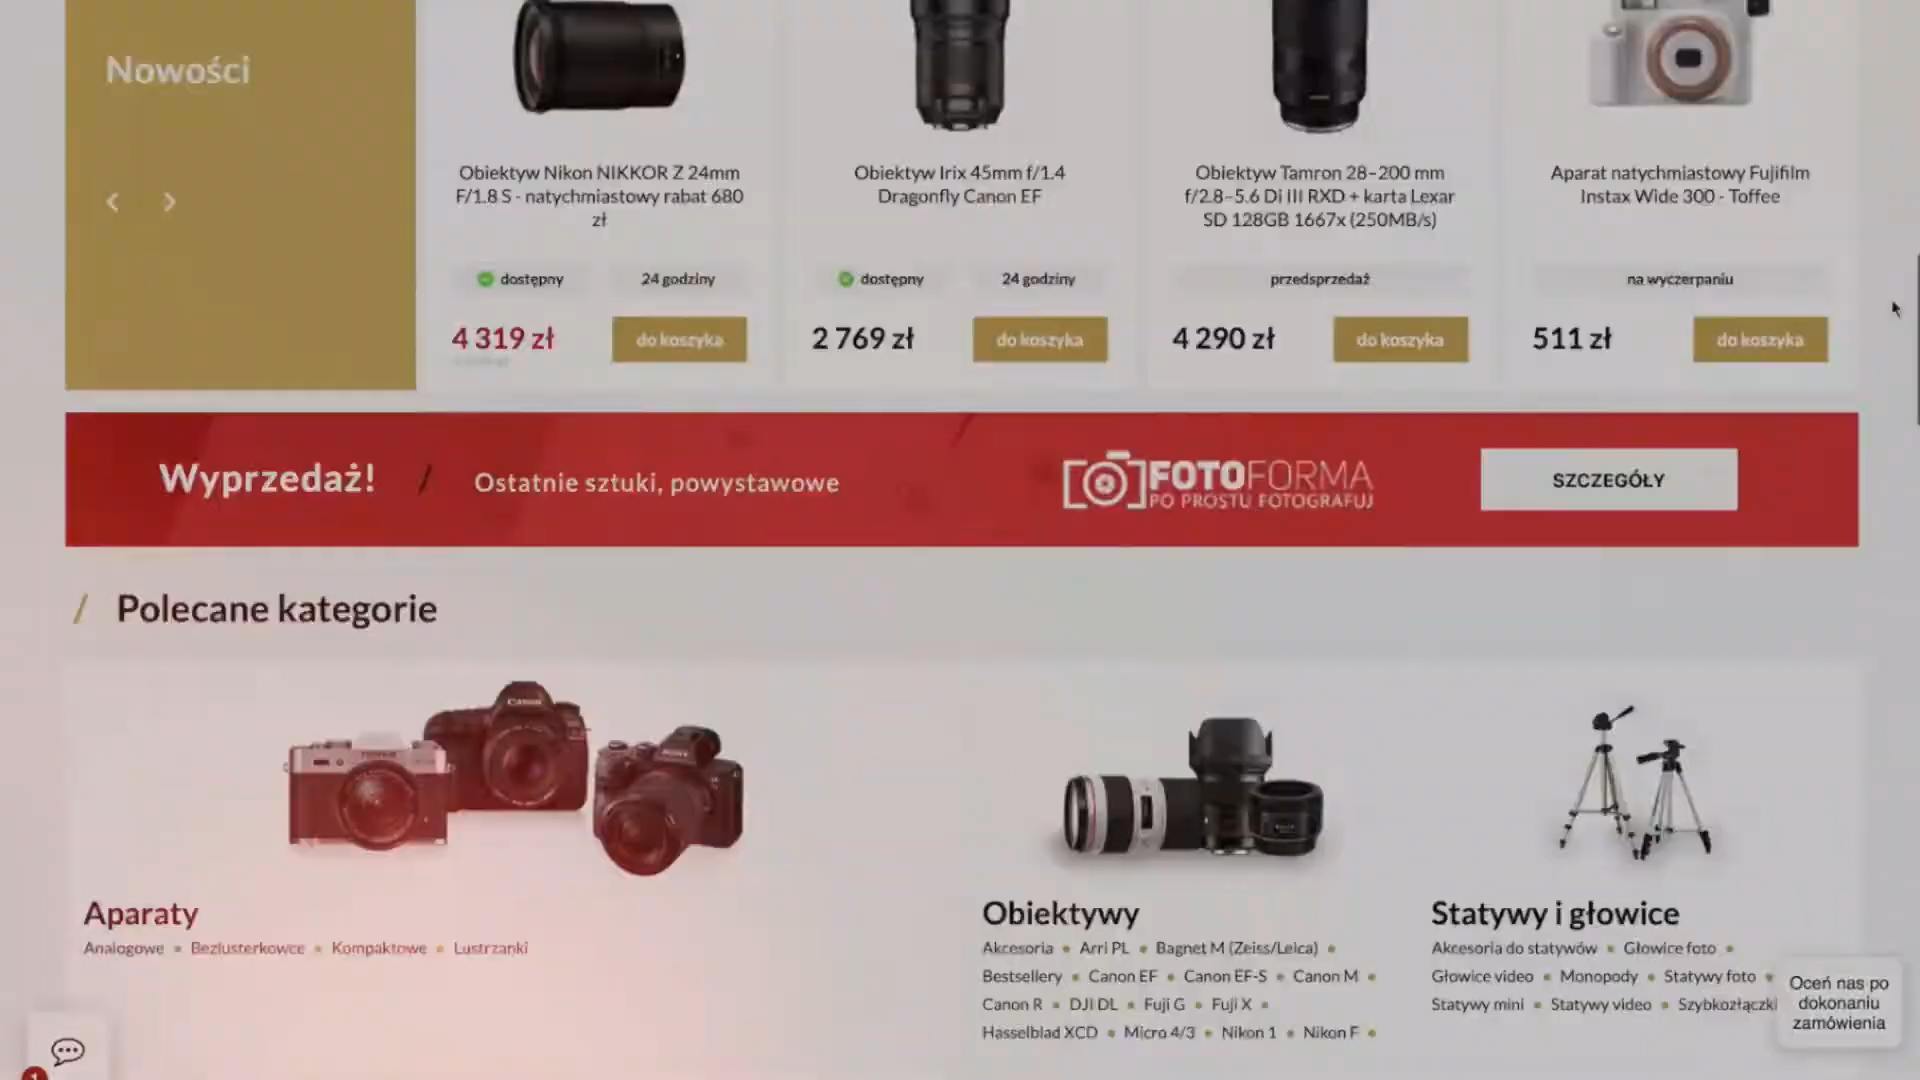 Nowości
Obiektyw Nikon NIKKOR Z 24mm
F/1.8 S - natychmiastowy rabat 680
zł
dostępny
24 godziny
4 319 zł
do koszyka
Obiektyw Irix 45mm f/1.4
Dragonfly Canon EF
dostępny
24 godziny
2 769 zł
do koszyka
Obiektyw Tamron 28–200 mm
f/2.8–5.6 Di III RXD + karta Lexar
SD 128GB 1667x (250MB/s)
przedsprzedaż
4 290 zł
do koszyka
Aparat natychmiastowy Fujifilm
Instax Wide 300 - Toffee
na wyczerpaniu
511 zł
do koszyka
Wyprzedaż! / Ostatnie sztuki, powystawowe
FOTOFORMA
PO PROSTU FOTOGRAFUJ
SZCZEGÓŁY
/ Polecane kategorie
Canon
SONY
Aparaty
Analogowe • Bezlusterkowce • Kompaktowe • Lustrzanki
Obiektywy
Akcesoria • Arri PL • Bagnet M (Zeiss/Leica) •
Bestsellery • Canon EF • Canon EF-S • Canon M •
Canon R • DJI DL • Fuji G • Fuji X •
Hasselblad XCD • Micro 4/3 • Nikon 1 • Nikon F •
Statywy i głowice
Akcesoria do statywów • Głowice foto •
Głowice video • Monopody • Statywy foto •
Statywy mini • Statywy video • Szybkozłączki
Oceń nas po
dokonaniu
zamówienia
1